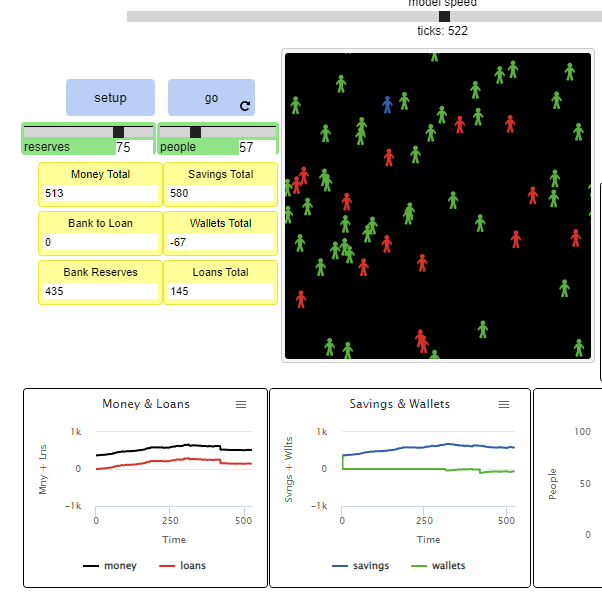 model speed
ticks: 522
setup
go
reserves 75
people 57
Money Total
513
Savings Total
580
Bank to Loan
0
Wallets Total
-67
Bank Reserves
435
Loans Total
145
Money & Loans
1k
0
-1k
Mny + Lns
0 250 500
Time
money loans
Savings & Wallets
1k
0
-1k
Svngs + Wllts
0 250 500
Time
savings wallets
100
50
0
People